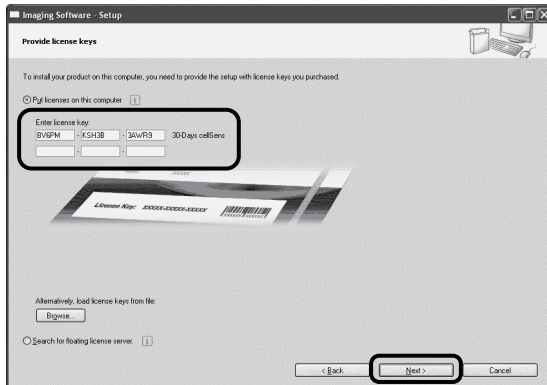 Imaging Software - Setup
Provide license keys
To install your product on this computer, you need to provide the setup with license keys you purchased.
Put licenses on this computer i
Enter license key:
BV6PM - KSH3B - 3AWR9 30-Days cellSens
- -
License Key: XXXXX-XXXXX-XXXXX
Alternatively, load license keys from file:
Browse...
Search for floating license server. i
< Back Next > Cancel